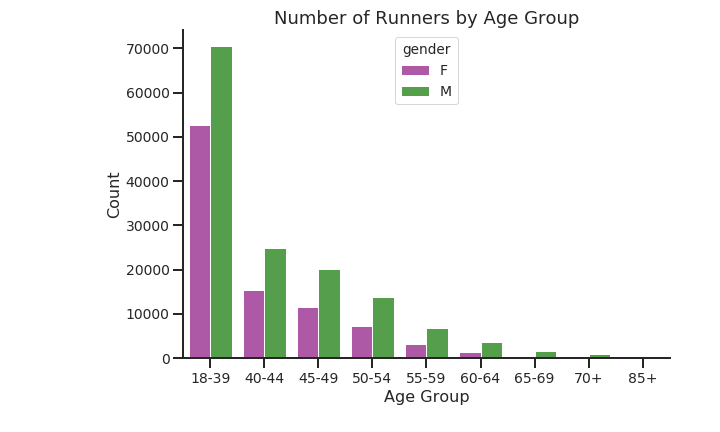 Number of Runners by Age Group
gender
F
M
70000
60000
50000
40000
30000
20000
10000
0
Count
18-39 40-44 45-49 50-54 55-59 60-64 65-69 70+ 85+
Age Group